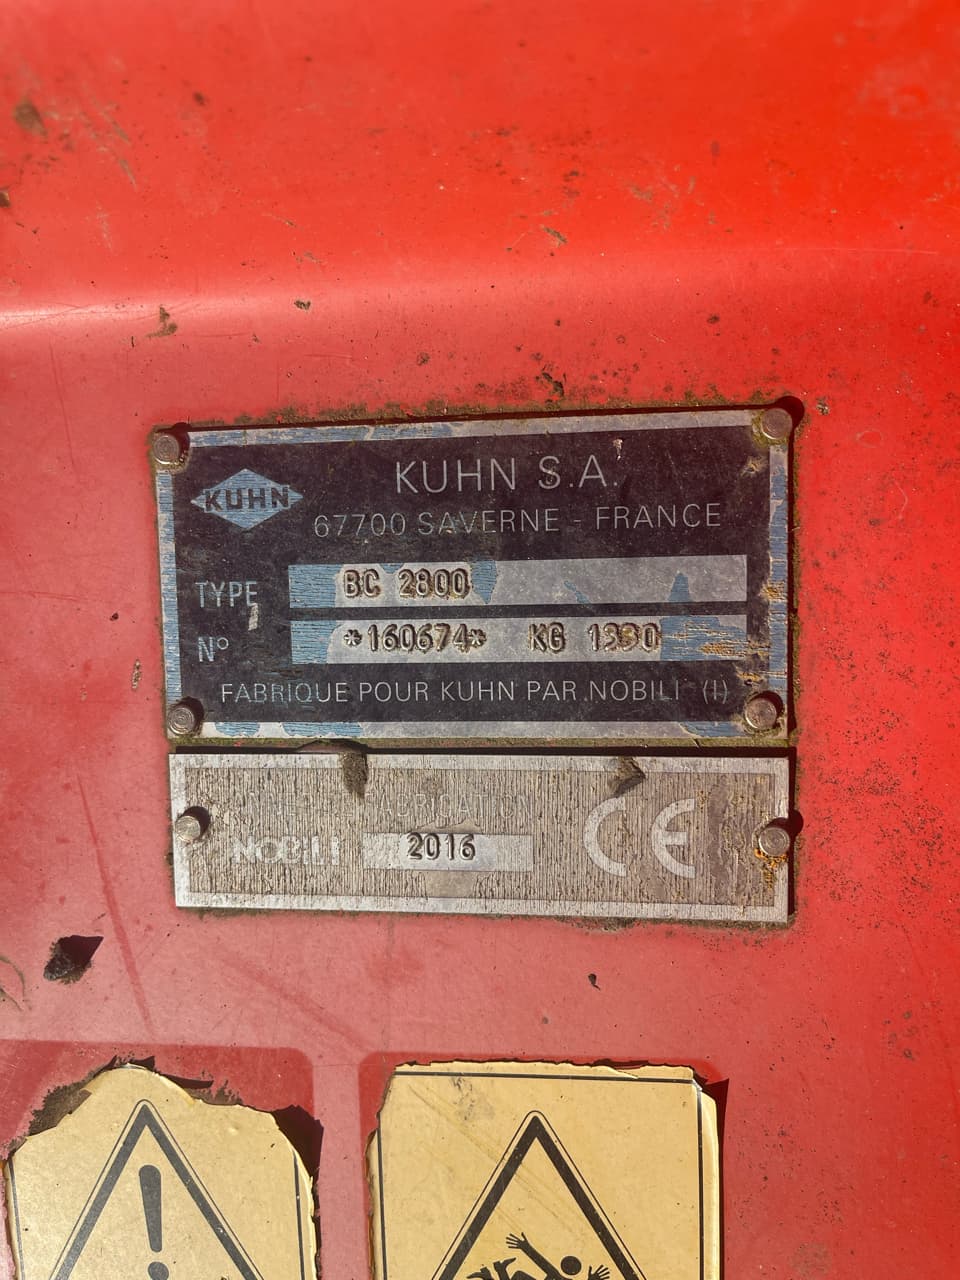 KUHN
KUHN S.A.
67700 SAVERNE - FRANCE
TYPE BC 2800
N° *160674* KG 1330
FABRIQUE POUR KUHN PAR NOBILI (I)
FABRICATION
NOBILI 2016 CE
!